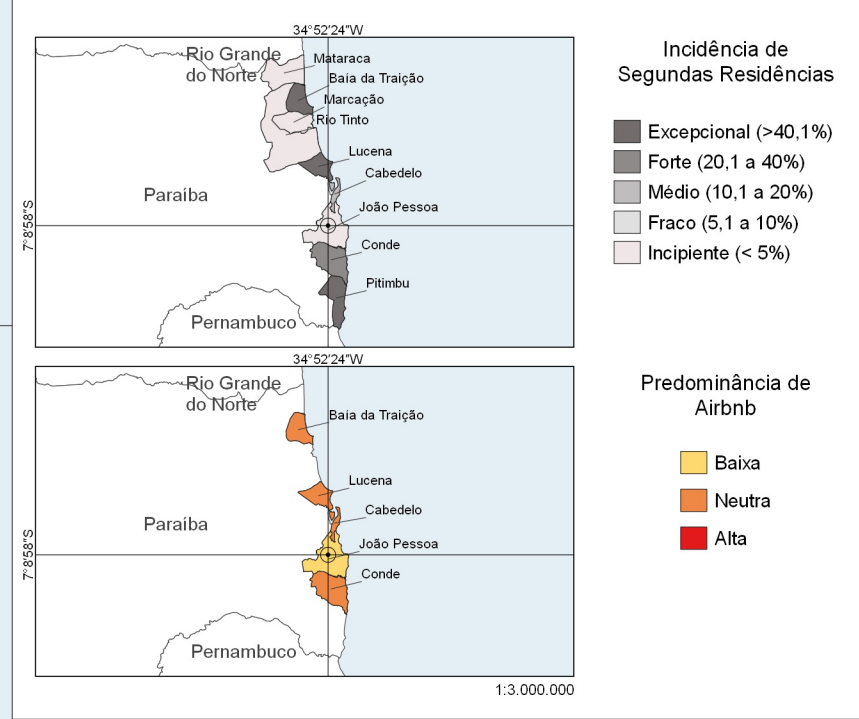 34°52'24"W
Rio Grande
do Norte
Mataraca
Baía da Traição
Marcação
Rio Tinto
Lucena
Cabedelo
Paraíba
João Pessoa
7°8'58"S
Conde
Pitimbu
Pernambuco
Incidência de
Segundas Residências
Excepcional (>40,1%)
Forte (20,1 a 40%)
Médio (10,1 a 20%)
Fraco (5,1 a 10%)
Incipiente (< 5%)
34°52'24"W
Rio Grande
do Norte
Baía da Traição
Lucena
Cabedelo
Paraíba
João Pessoa
7°8'58"S
Conde
Pernambuco
Predominância de
Airbnb
Baixa
Neutra
Alta
1:3.000.000